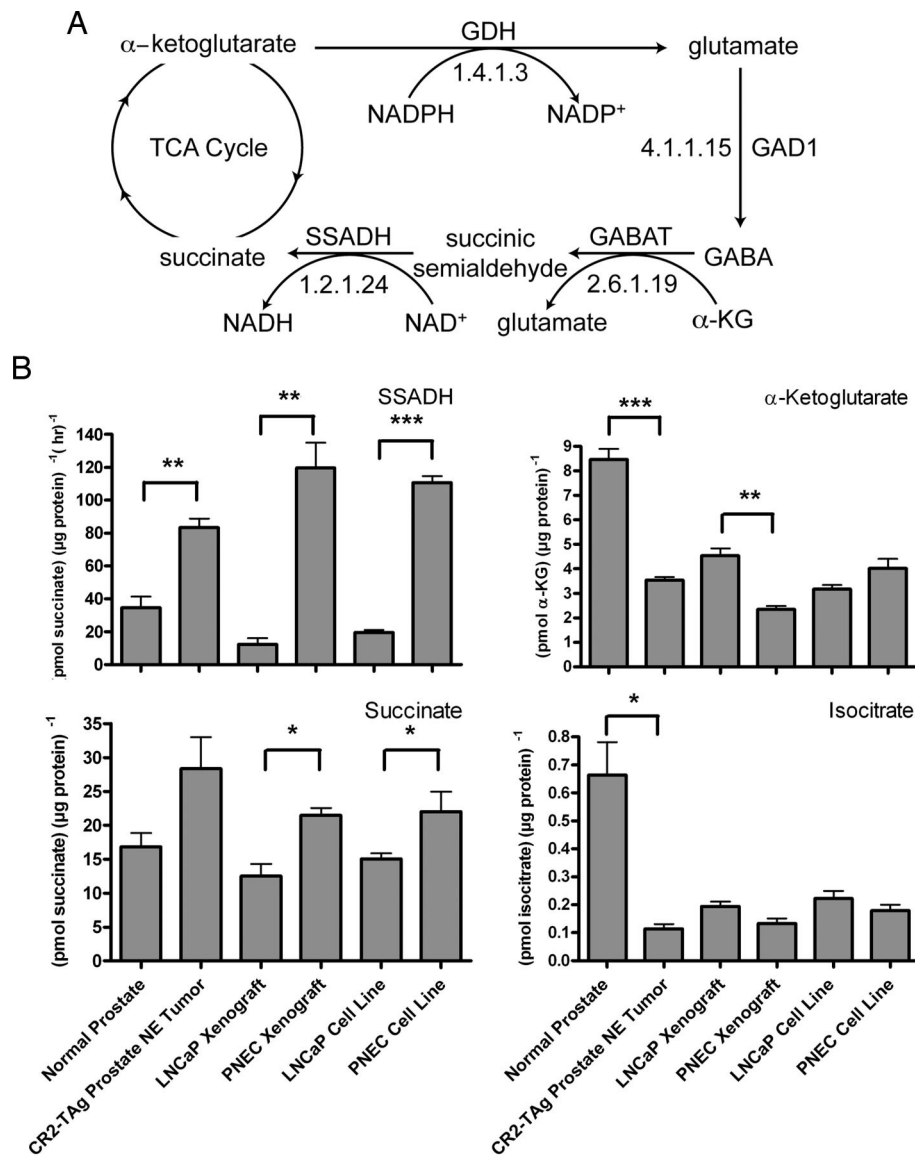 A
α−ketoglutarate
GDH
glutamate
1.4.1.3
NADPH
NADP+
TCA Cycle
4.1.1.15
GAD1
succinate
SSADH
succinic
semialdehyde
GABAT
GABA
1.2.1.24
2.6.1.19
NADH
NAD+
glutamate
α-KG
B
SSADH
pmol succinate) (µg protein) -1 (hr) -1
140
120
100
80
60
40
20
0
**
**
***
α-Ketoglutarate
(pmol α-KG) (µg protein) -1
9
8
7
6
5
4
3
2
1
0
***
**
Succinate
(pmol succinate) (µg protein) -1
35
30
25
20
15
10
5
0
*
*
Normal Prostate
CR2-TAg Prostate NE Tumor
LNCaP Xenograft
PNEC Xenograft
LNCaP Cell Line
PNEC Cell Line
Isocitrate
(pmol isocitrate) (µg protein) -1
0.8
0.7
0.6
0.5
0.4
0.3
0.2
0.1
0.0
*
Normal Prostate
CR2-TAg Prostate NE Tumor
LNCaP Xenograft
PNEC Xenograft
LNCaP Cell Line
PNEC Cell Line